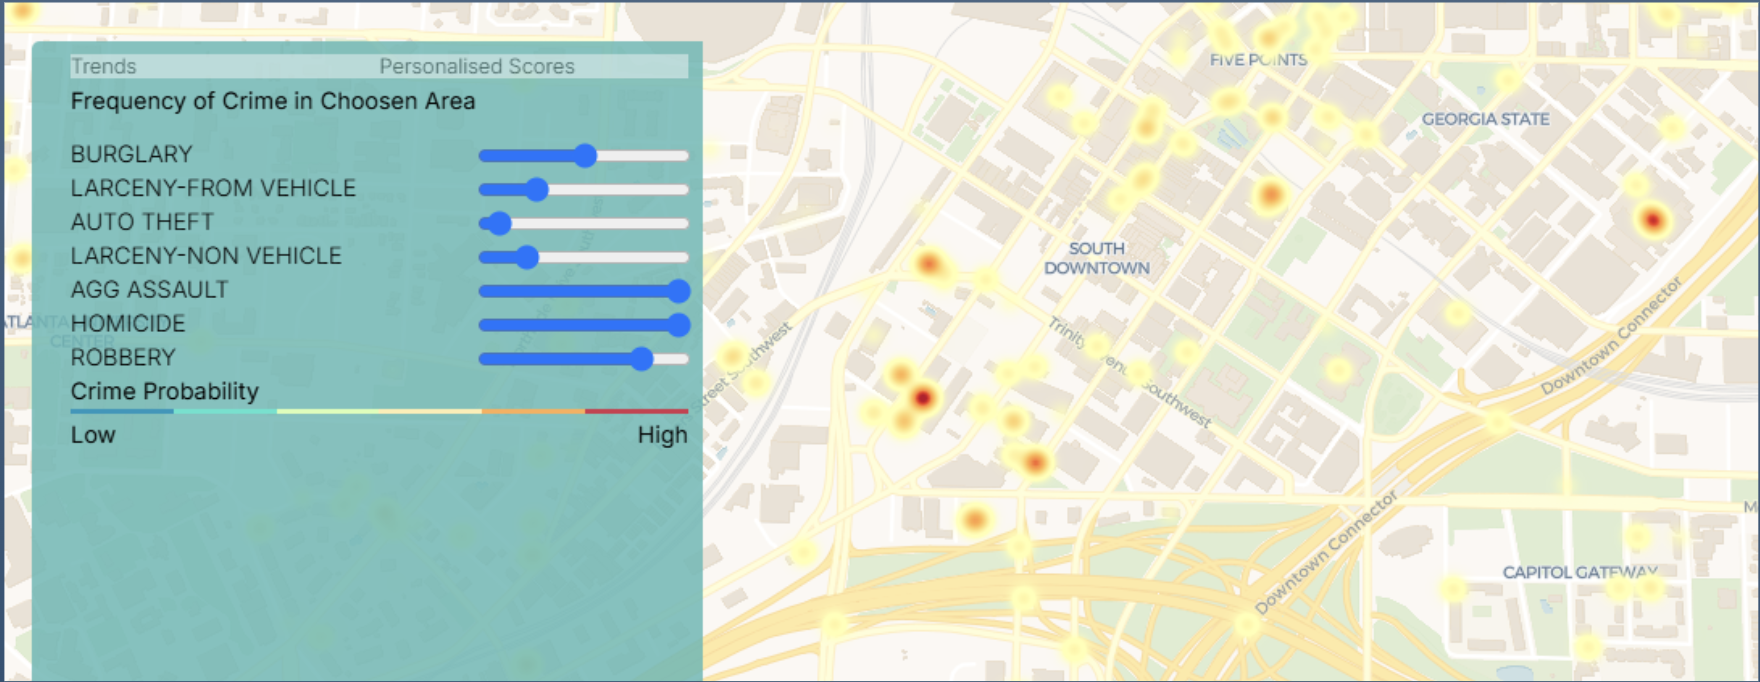 Trends
Personalised Scores
Frequency of Crime in Choosen Area
BURGLARY
LARCENY-FROM VEHICLE
AUTO THEFT
LARCENY-NON VEHICLE
AGG ASSAULT
HOMICIDE
ROBBERY
Crime Probability
Low
High
ATLANTA
CENTER
FIVE POINTS
GEORGIA STATE
SOUTH
DOWNTOWN
Street Southwest
Trinity Avenue Southwest
Downtown Connector
Downtown Connector
CAPITOL GATEWAY